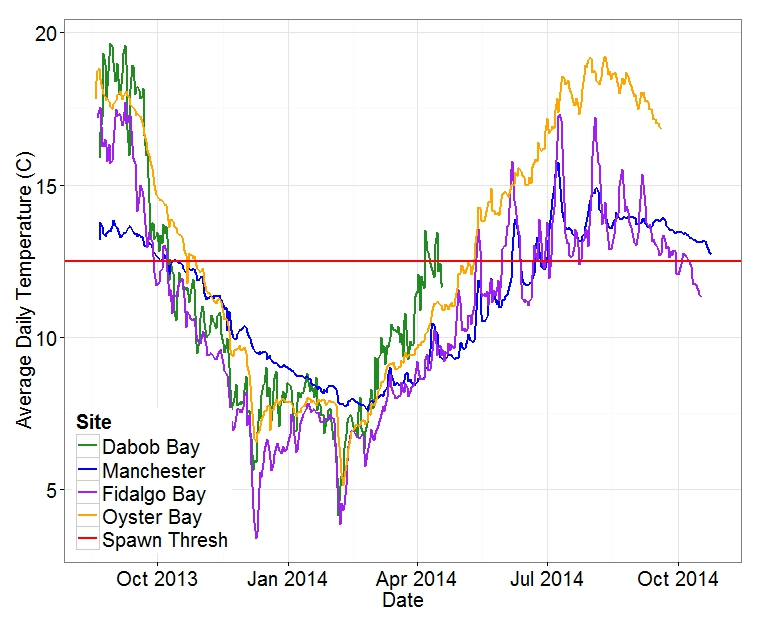 20
15
10
5
Average Daily Temperature (C)
Site
Dabob Bay
Manchester
Fidalgo Bay
Oyster Bay
Spawn Thresh
Oct 2013 Jan 2014 Apr 2014 Jul 2014 Oct 2014
Date